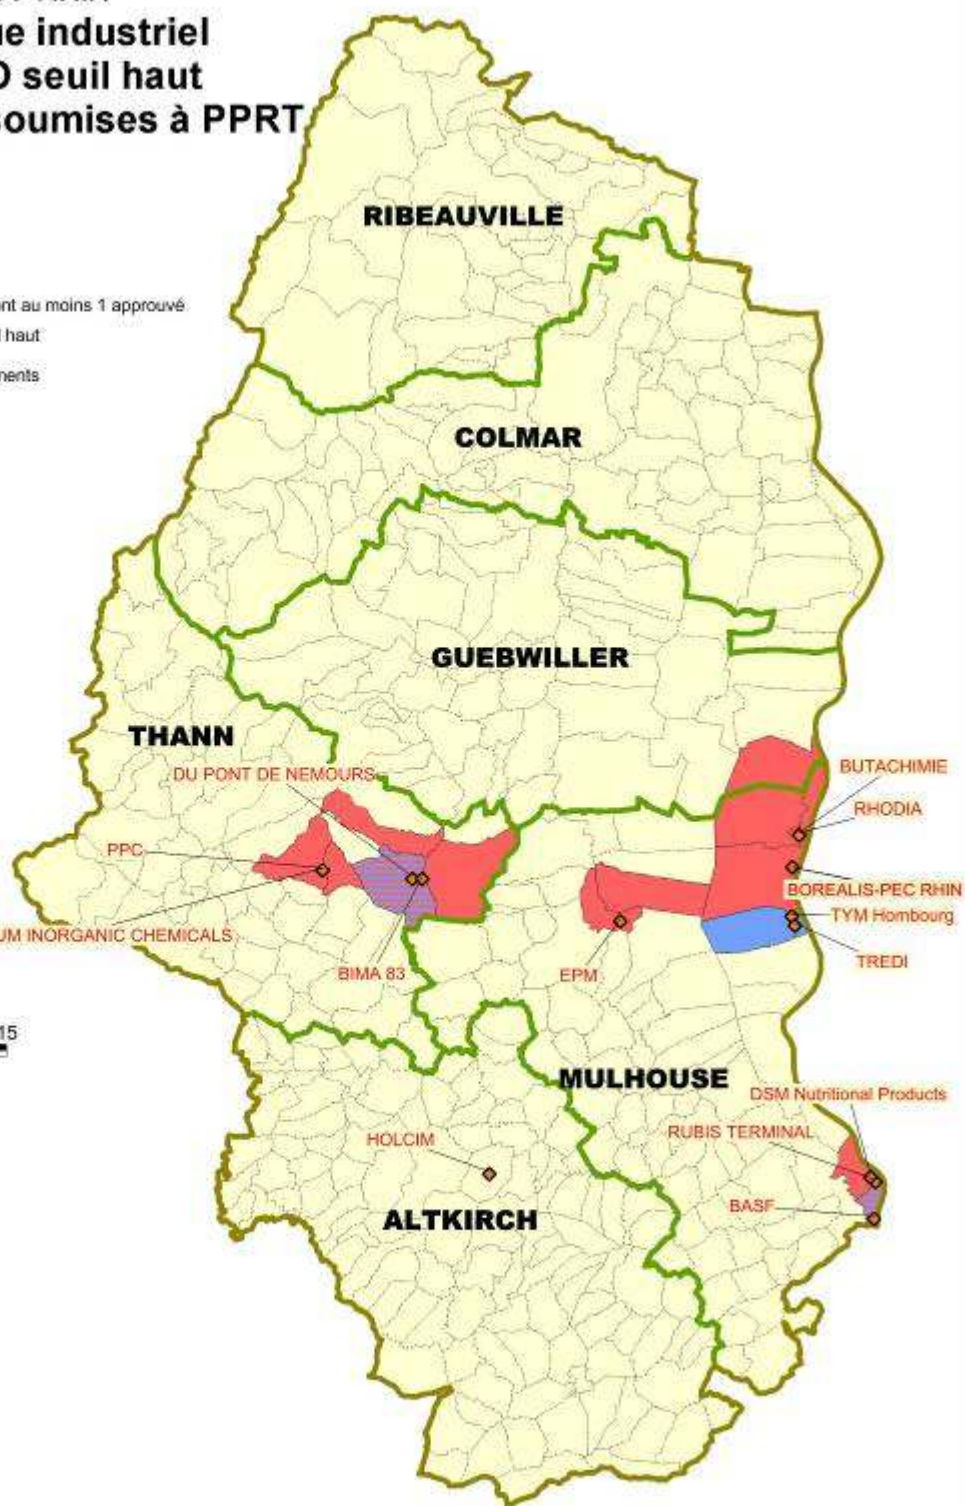 ue industriel
O seuil haut
soumises à PPRT
RIBEAUVILLE
nt au moins 1 approuvé
l haut
ments
COLMAR
GUEBWILLER
THANN
DU PONT DE NEMOURS
BUTACHIMIE
RHODIA
PPC
BOREALIS-PEC RHIN
TYM Hombourg
UM INORGANIC CHEMICALS
TREDI
BIMA 83
EPM
15
MULHOUSE
DSM Nutritional Products
RUBIS TERMINAL
HOLCIM
BASF
ALTKIRCH